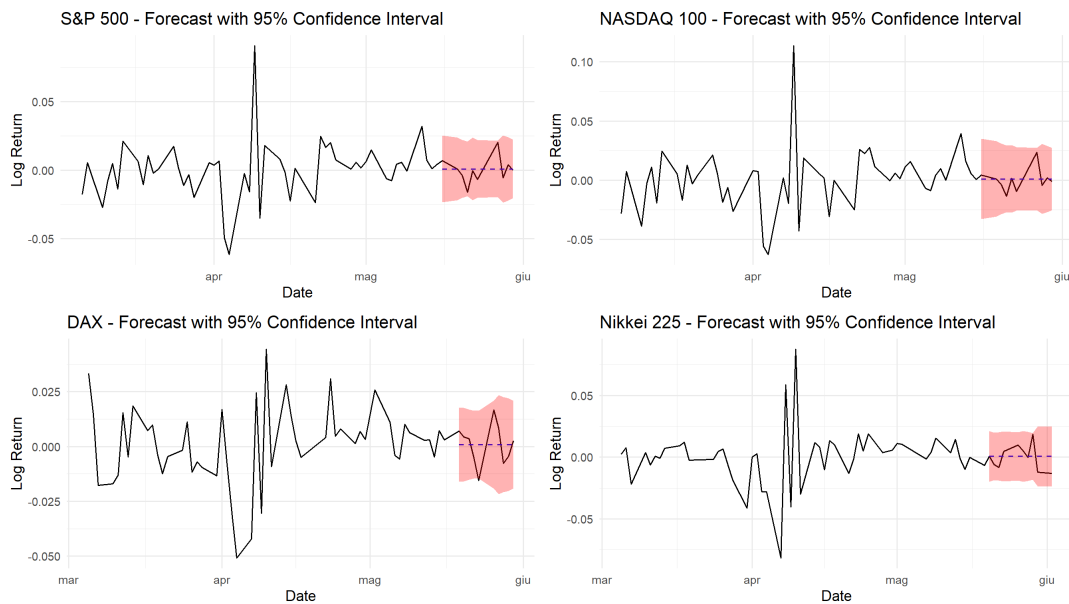 S&P 500 - Forecast with 95% Confidence Interval
Log Return
0.05
0.00
-0.05
apr
mag
giu
Date
NASDAQ 100 - Forecast with 95% Confidence Interval
Log Return
0.10
0.05
0.00
-0.05
apr
mag
giu
Date
DAX - Forecast with 95% Confidence Interval
Log Return
0.025
0.000
-0.025
-0.050
mar
apr
mag
giu
Date
Nikkei 225 - Forecast with 95% Confidence Interval
Log Return
0.05
0.00
-0.05
mar
apr
mag
giu
Date